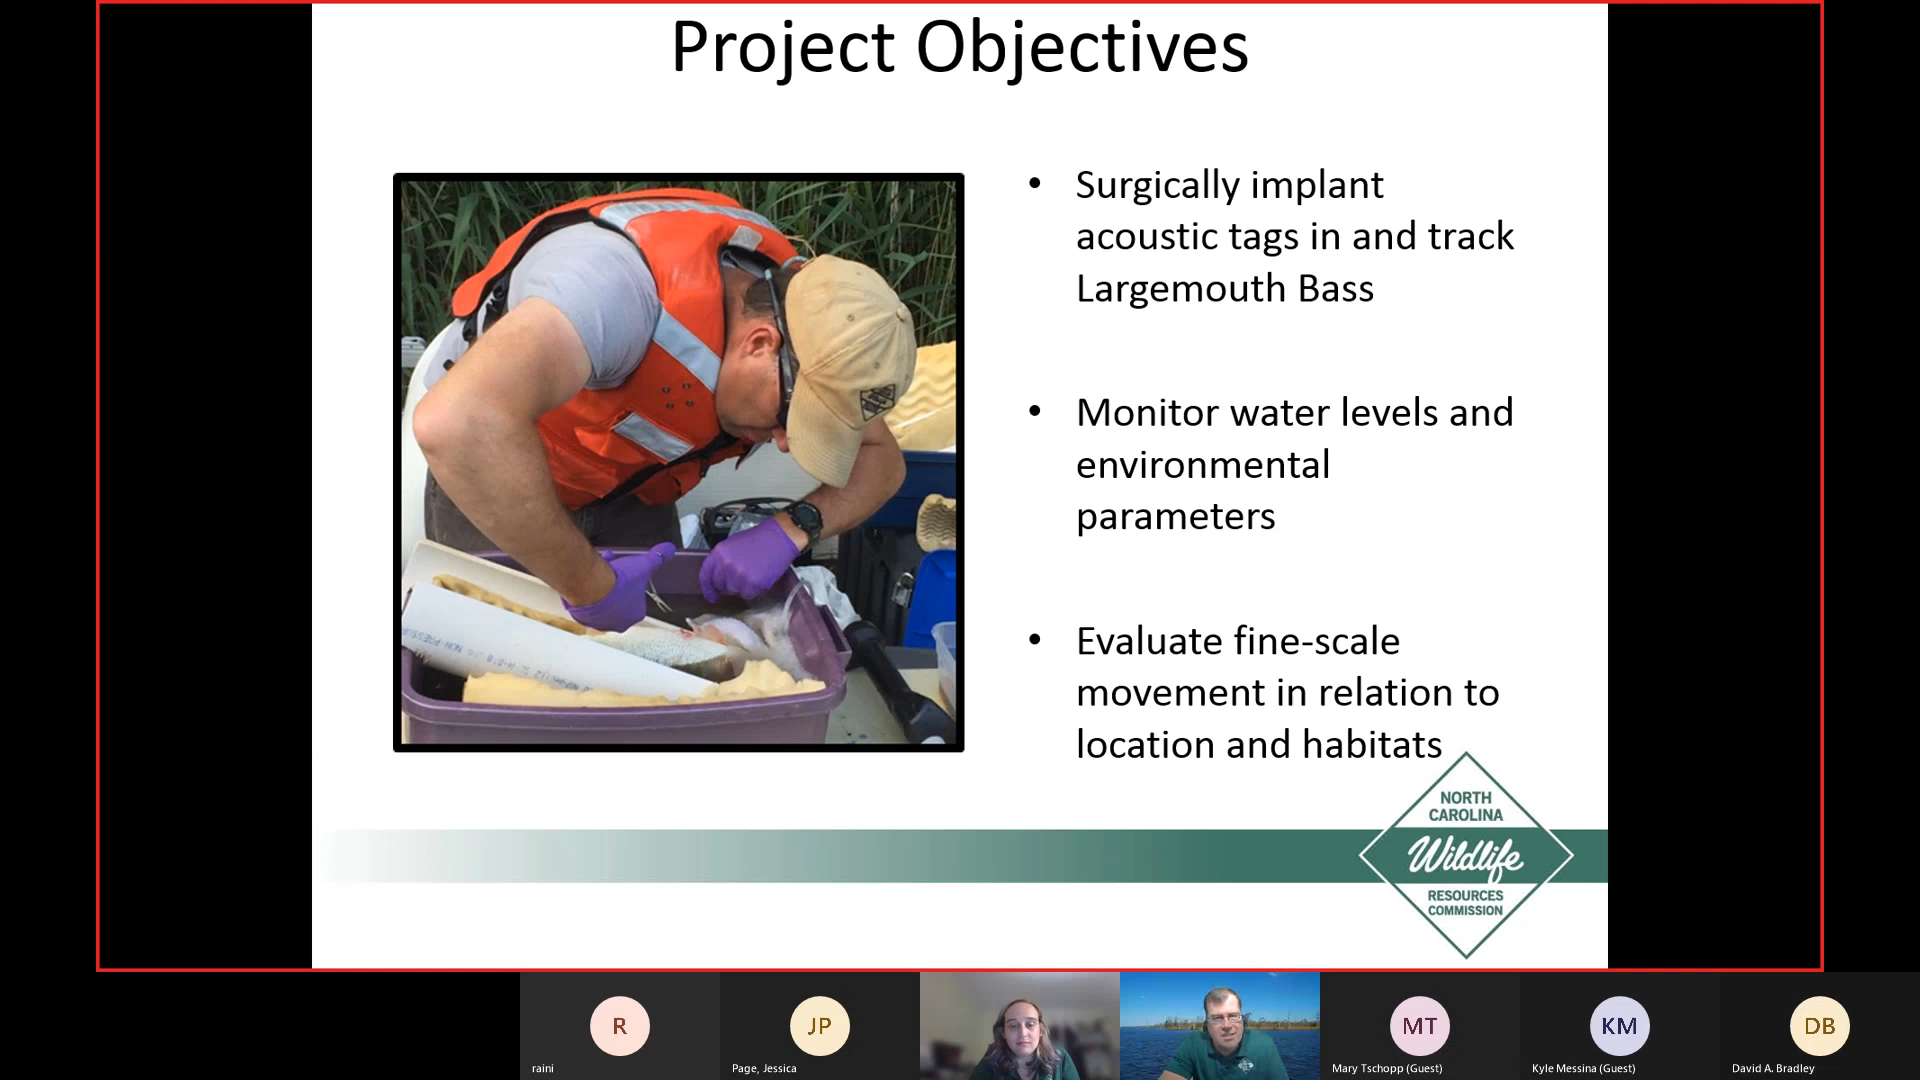 Project Objectives
• Surgically implant
acoustic tags in and track
Largemouth Bass
• Monitor water levels and
environmental
parameters
• Evaluate fine-scale
movement in relation to
location and habitats
NORTH
CAROLINA
Wildlife
RESOURCES
COMMISSION
R
JP
MT
KM
DB
raini
Page, Jessica
Mary Tschopp (Guest)
Kyle Messina (Guest)
David A. Bradley